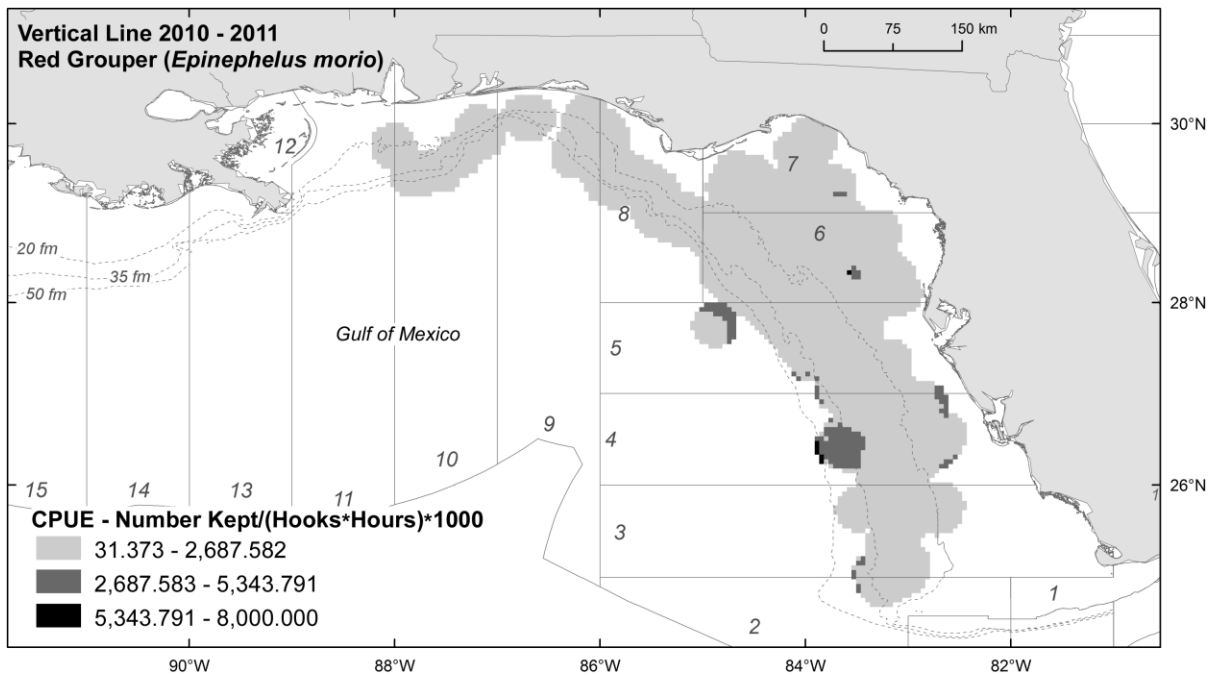 Vertical Line 2010 - 2011
Red Grouper (Epinephelus morio)
0 75 150 km
30°N
28°N
26°N
12
7
8
6
5
4
9
10
3
2
1
1
15 14 13 11
20 fm
35 fm
50 fm
Gulf of Mexico
CPUE - Number Kept/(Hooks*Hours)*1000
31.373 - 2,687.582
2,687.583 - 5,343.791
5,343.791 - 8,000.000
90°W 88°W 86°W 84°W 82°W